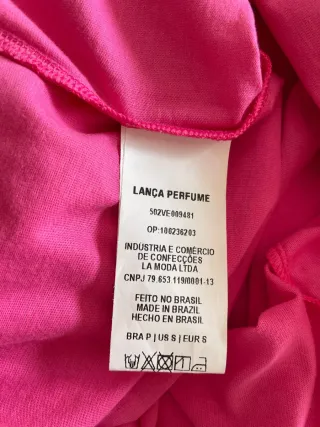 LANÇA PERFUME
502VE009481
OP:100236203
INDÚSTRIA E COMÉRCIO
DE CONFECÇÕES
LA MODA LTDA
CNPJ 79.653.119/0001-13
FEITO NO BRASIL
MADE IN BRAZIL
HECHO EN BRASIL
BRA P | US S | EUR S